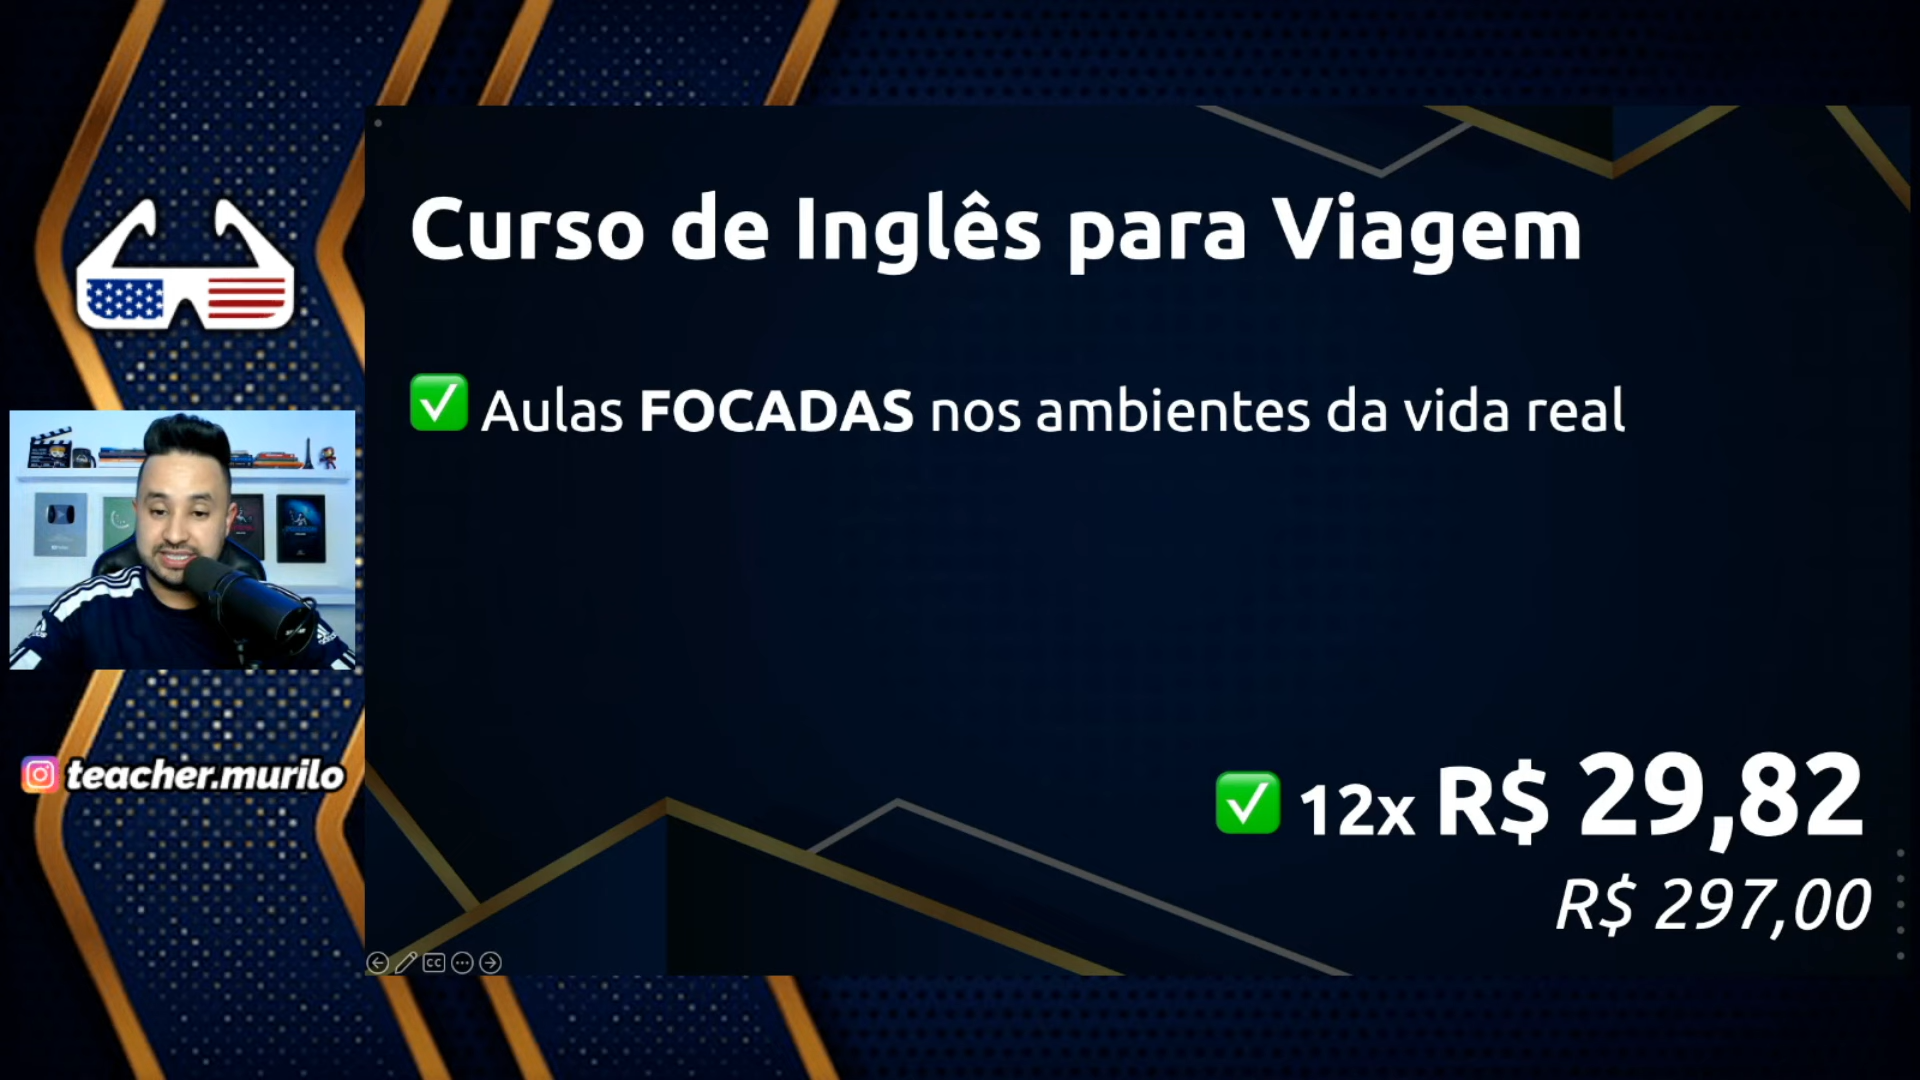 Curso de Inglês para Viagem
✅ Aulas FOCADAS nos ambientes da vida real
teacher.murilo
✅ 12x R$ 29,82
R$ 297,00
CC